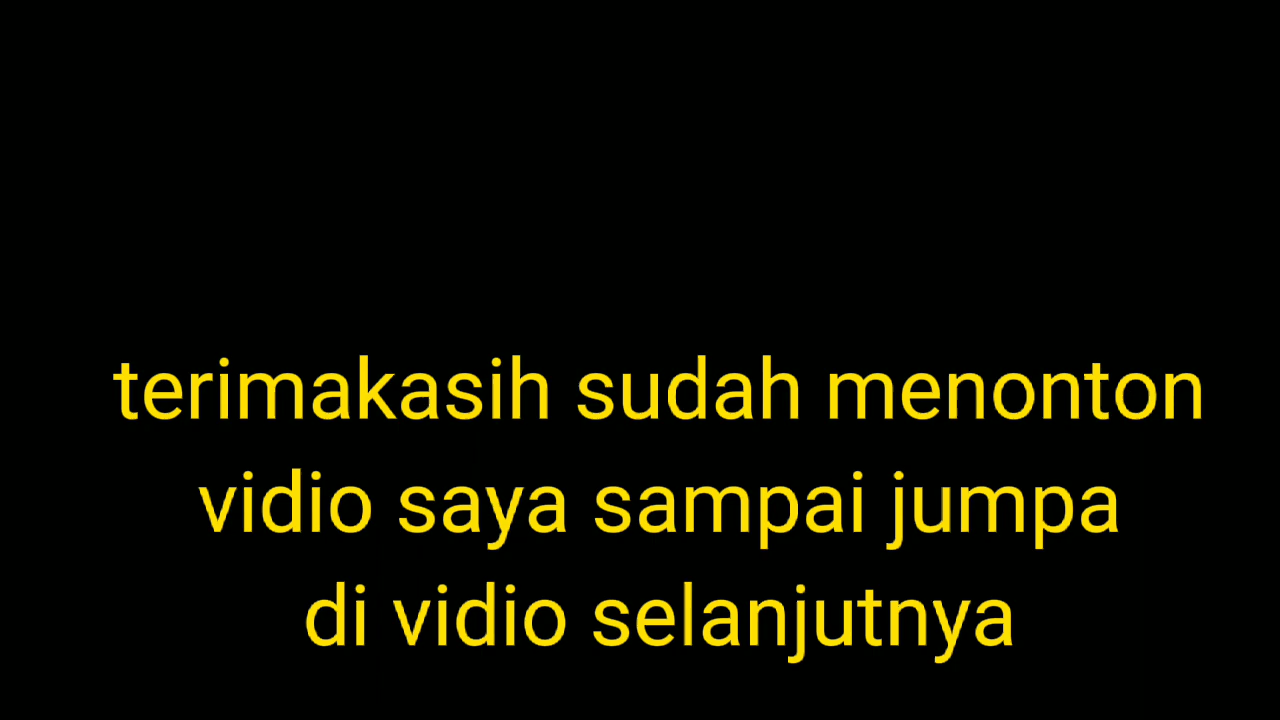 terimakasih sudah menonton
vidio saya sampai jumpa
di vidio selanjutnya